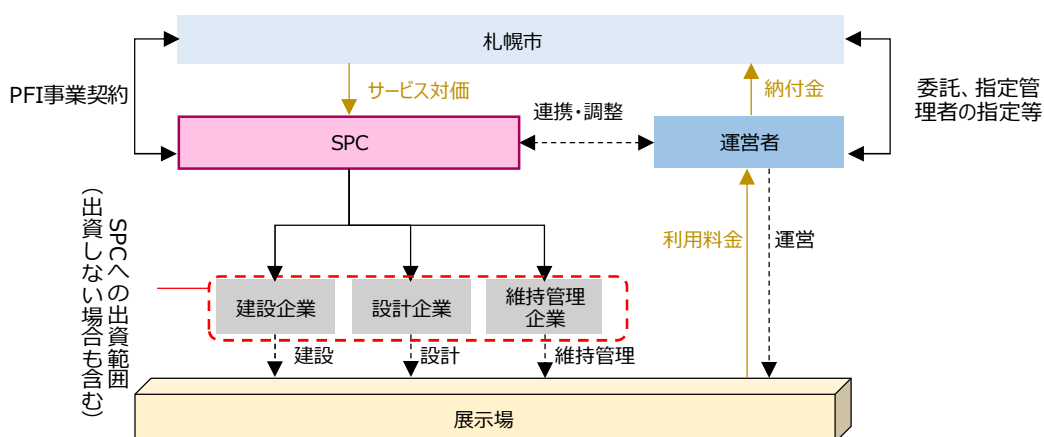 札幌市
PFI事業契約
サービス対価
納付金
委託、指定管
理者の指定等
連携・調整
SPC
運営者
SPCへの出資範囲
(出資しない場合も含む)
利用料金
運営
建設企業
設計企業
維持管理
企業
建設
設計
維持管理
展示場